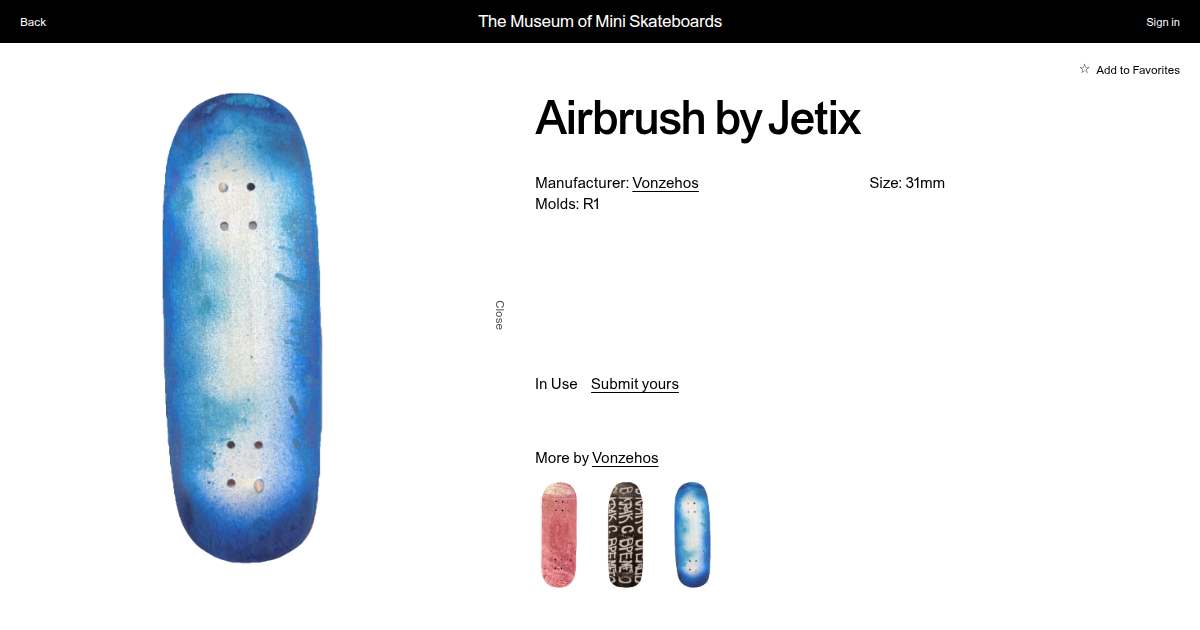 Back
The Museum of Mini Skateboards
Sign in
☆ Add to Favorites
Airbrush by Jetix
Manufacturer: Vonzehos
Size: 31mm
Molds: R1
Close
In Use Submit yours
More by Vonzehos